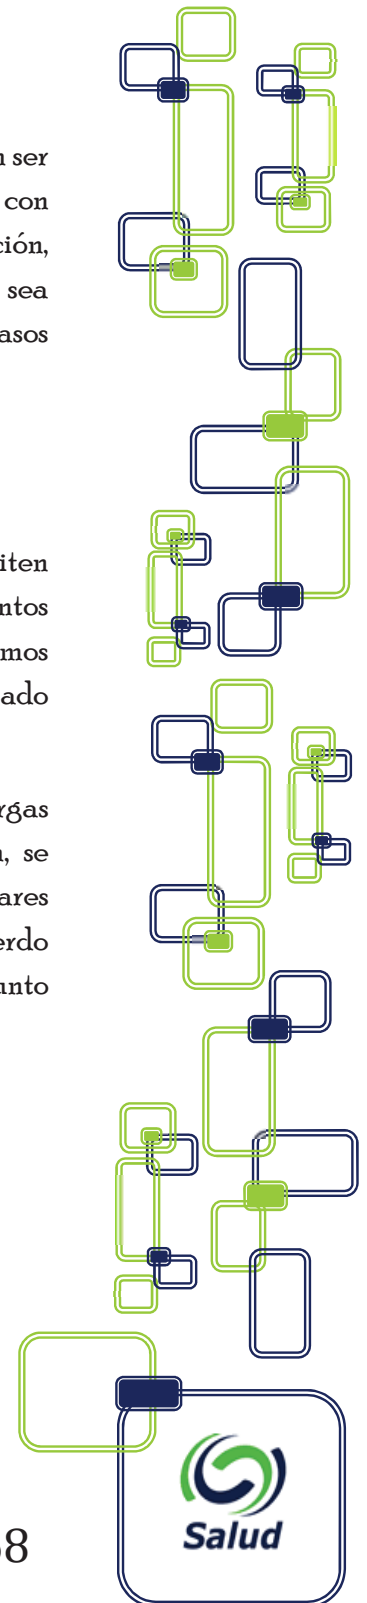 n ser
con
ción,
sea
asos
iten
ntos
mos
ado
rgas
n, se
ares
erdo
unto
Salud
8